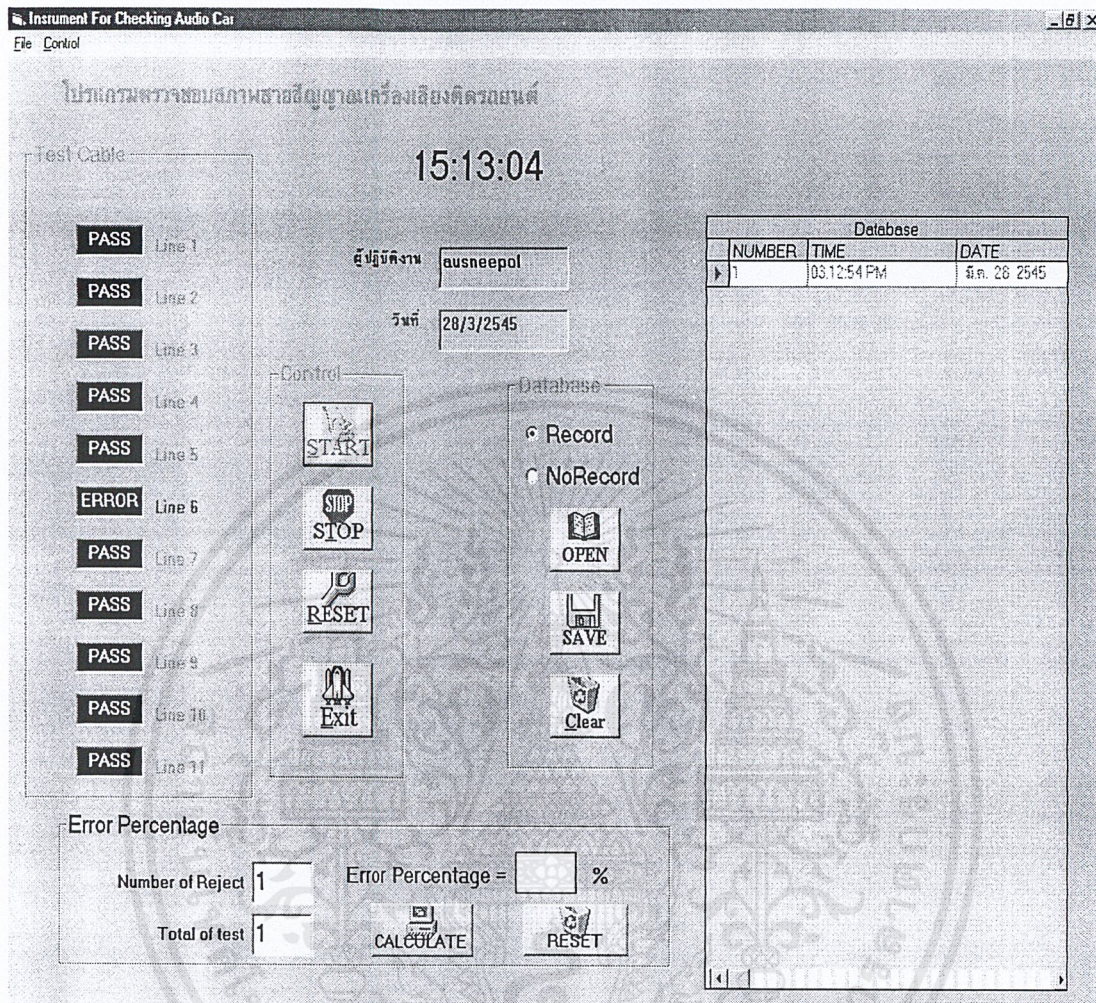 Insrument For Checking Audio Car
File Control
โปรแกรมตรวจสอบสภาพสายสัญญาณเครื่องเสียงติดรถยนต์
15:13:04
Test Cable
PASS Line 1
PASS Line 2
PASS Line 3
PASS Line 4
PASS Line 5
ERROR Line 6
PASS Line 7
PASS Line 8
PASS Line 9
PASS Line 10
PASS Line 11
ผู้ปฏิบัติงาน ausneepol
วันที่ 28/3/2545
Control
START
STOP
STOP
RESET
Exit
Database
Record
NoRecord
OPEN
SAVE
Clear
Database
NUMBER TIME DATE
1 03:12:54 PM มี.ค. 28 2545
Error Percentage
Number of Reject 1
Total of test 1
Error Percentage = %
CALCULATE
RESET